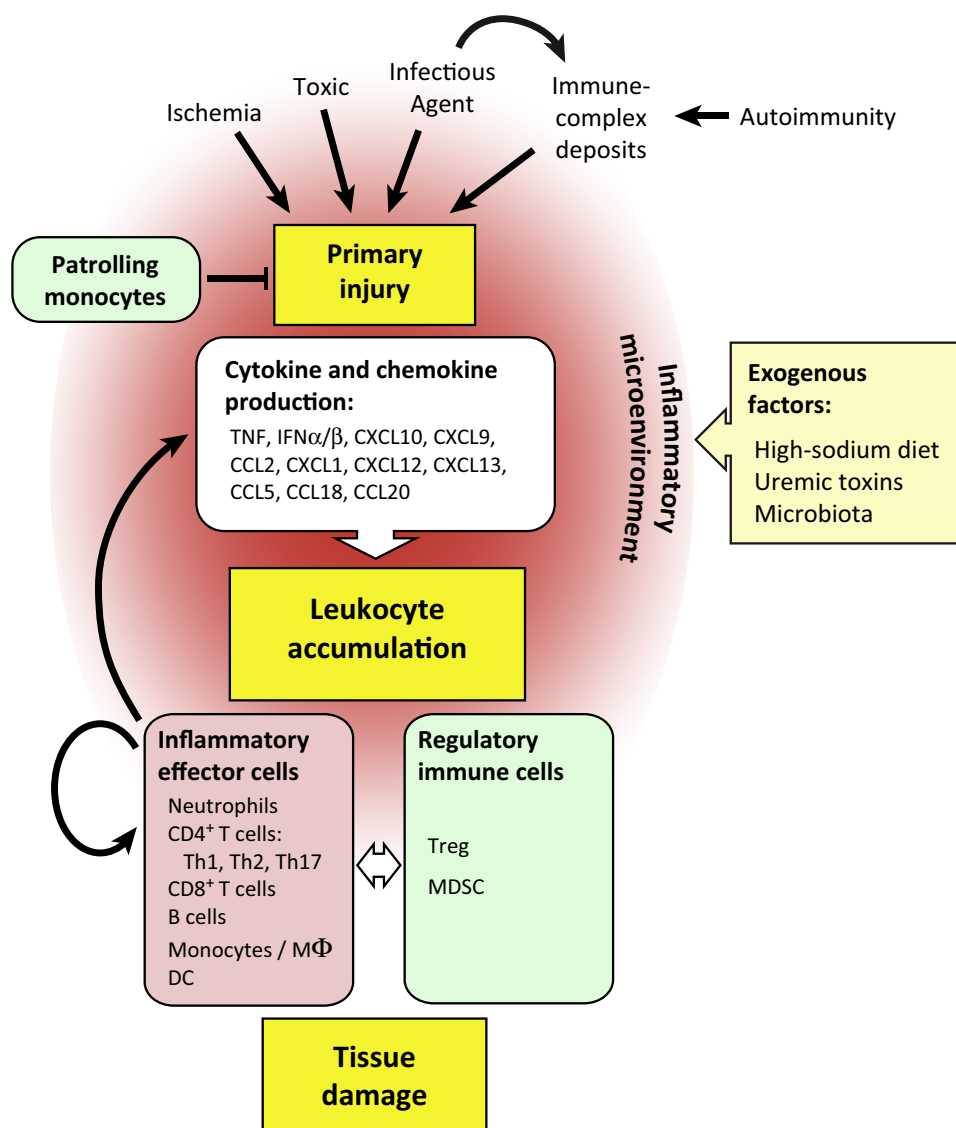 Ischemia
Toxic
Infectious
Agent
Immune-
complex
deposits
Autoimmunity
Patrolling
monocytes
Primary
injury
Cytokine and chemokine
production:
TNF, IFNα/β, CXCL10, CXCL9,
CCL2, CXCL1, CXCL12, CXCL13,
CCL5, CCL18, CCL20
Inflammatory
microenvironment
Exogenous
factors:
High-sodium diet
Uremic toxins
Microbiota
Leukocyte
accumulation
Inflammatory
effector cells
Neutrophils
CD4⁺ T cells:
Th1, Th2, Th17
CD8⁺ T cells
B cells
Monocytes / MΦ
DC
Regulatory
immune cells
Treg
MDSC
Tissue
damage